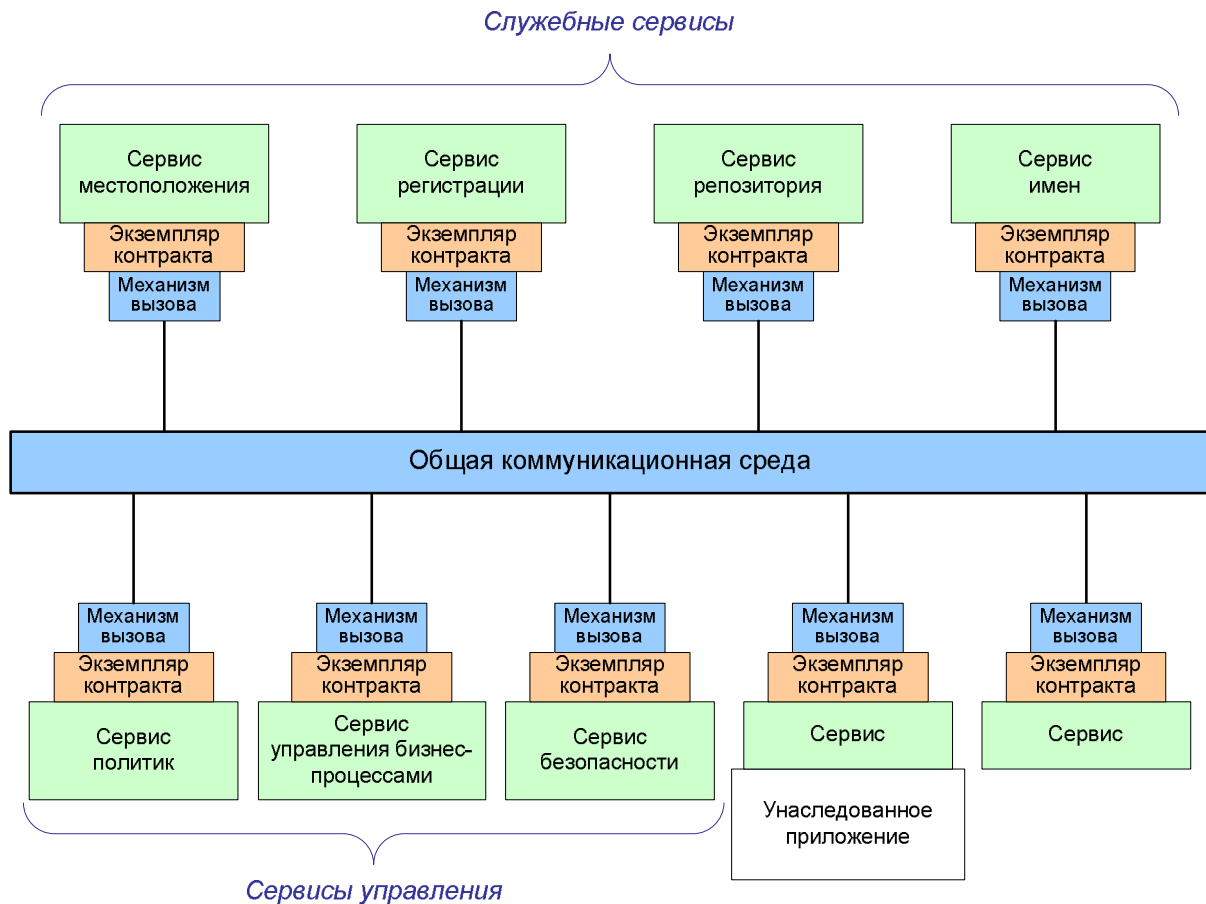 Служебные сервисы
Сервис
местоположения
Экземпляр
контракта
Механизм
вызова
Сервис
регистрации
Экземпляр
контракта
Механизм
вызова
Сервис
репозитория
Экземпляр
контракта
Механизм
вызова
Сервис
имен
Экземпляр
контракта
Механизм
вызова
Общая коммуникационная среда
Механизм
вызова
Экземпляр
контракта
Сервис
политик
Механизм
вызова
Экземпляр
контракта
Сервис
управления бизнес-
процессами
Механизм
вызова
Экземпляр
контракта
Сервис
безопасности
Механизм
вызова
Экземпляр
контракта
Сервис
Унаследованное
приложение
Механизм
вызова
Экземпляр
контракта
Сервис
Сервисы управления